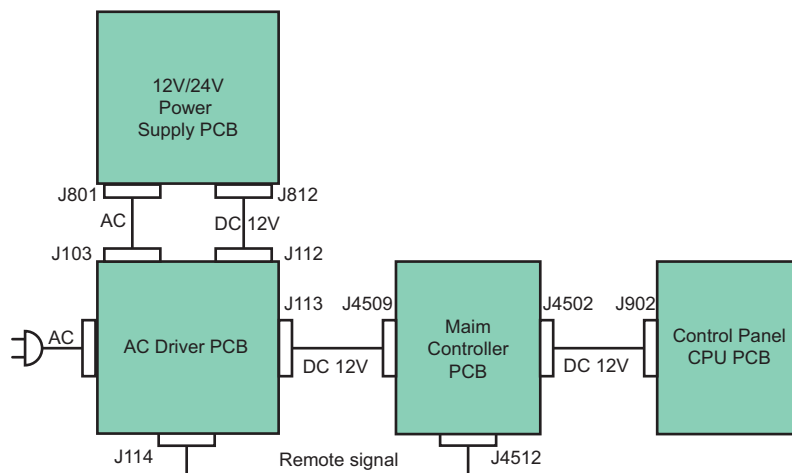 12V/24V
Power
Supply PCB
J801
J812
AC
DC 12V
J103
J112
J113
J4509
J4502
J902
AC
AC Driver PCB
Maim
Controller
PCB
Control Panel
CPU PCB
DC 12V
DC 12V
J114
Remote signal
J4512